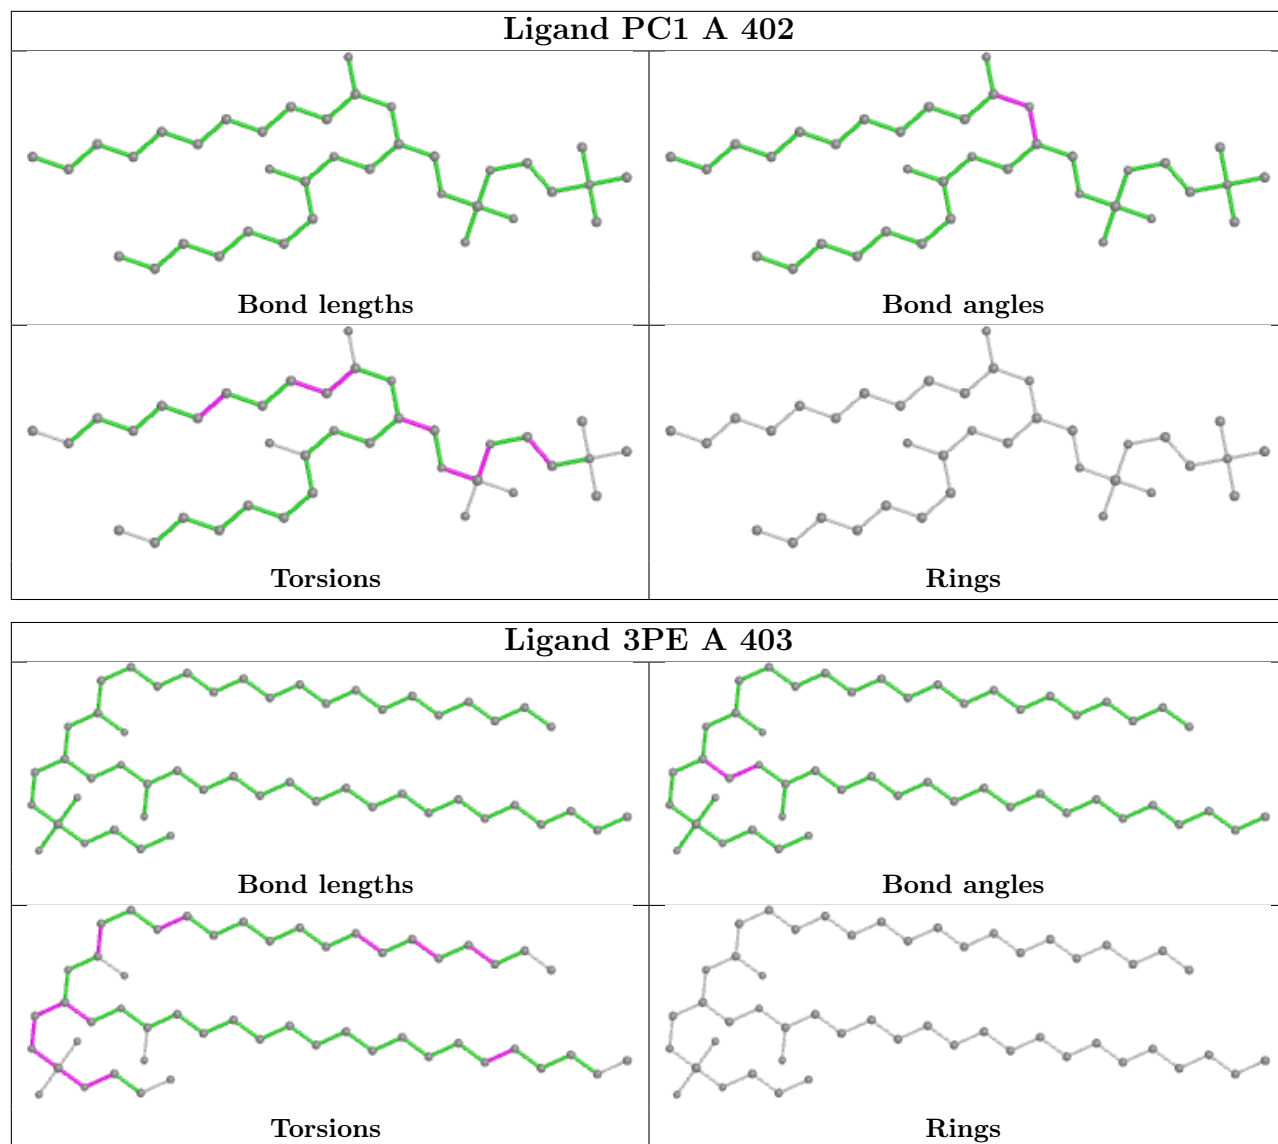 Ligand PC1 A 402
Bond lengths
Bond angles
Torsions
Rings
Ligand 3PE A 403
Bond lengths
Bond angles
Torsions
Rings